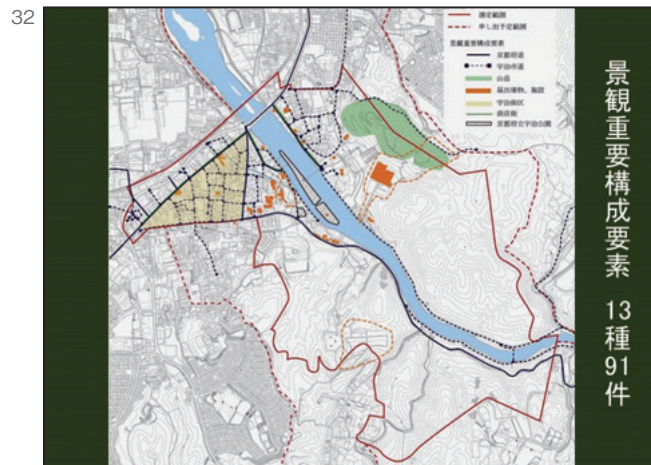 32
選定範囲
申し出予定範囲
景観重要構成要素
京都府道
宇治市道
山岳
届出建物、施設
宇治街区
商店街
京都府立宇治公園
景観重要構成要素 13種91件